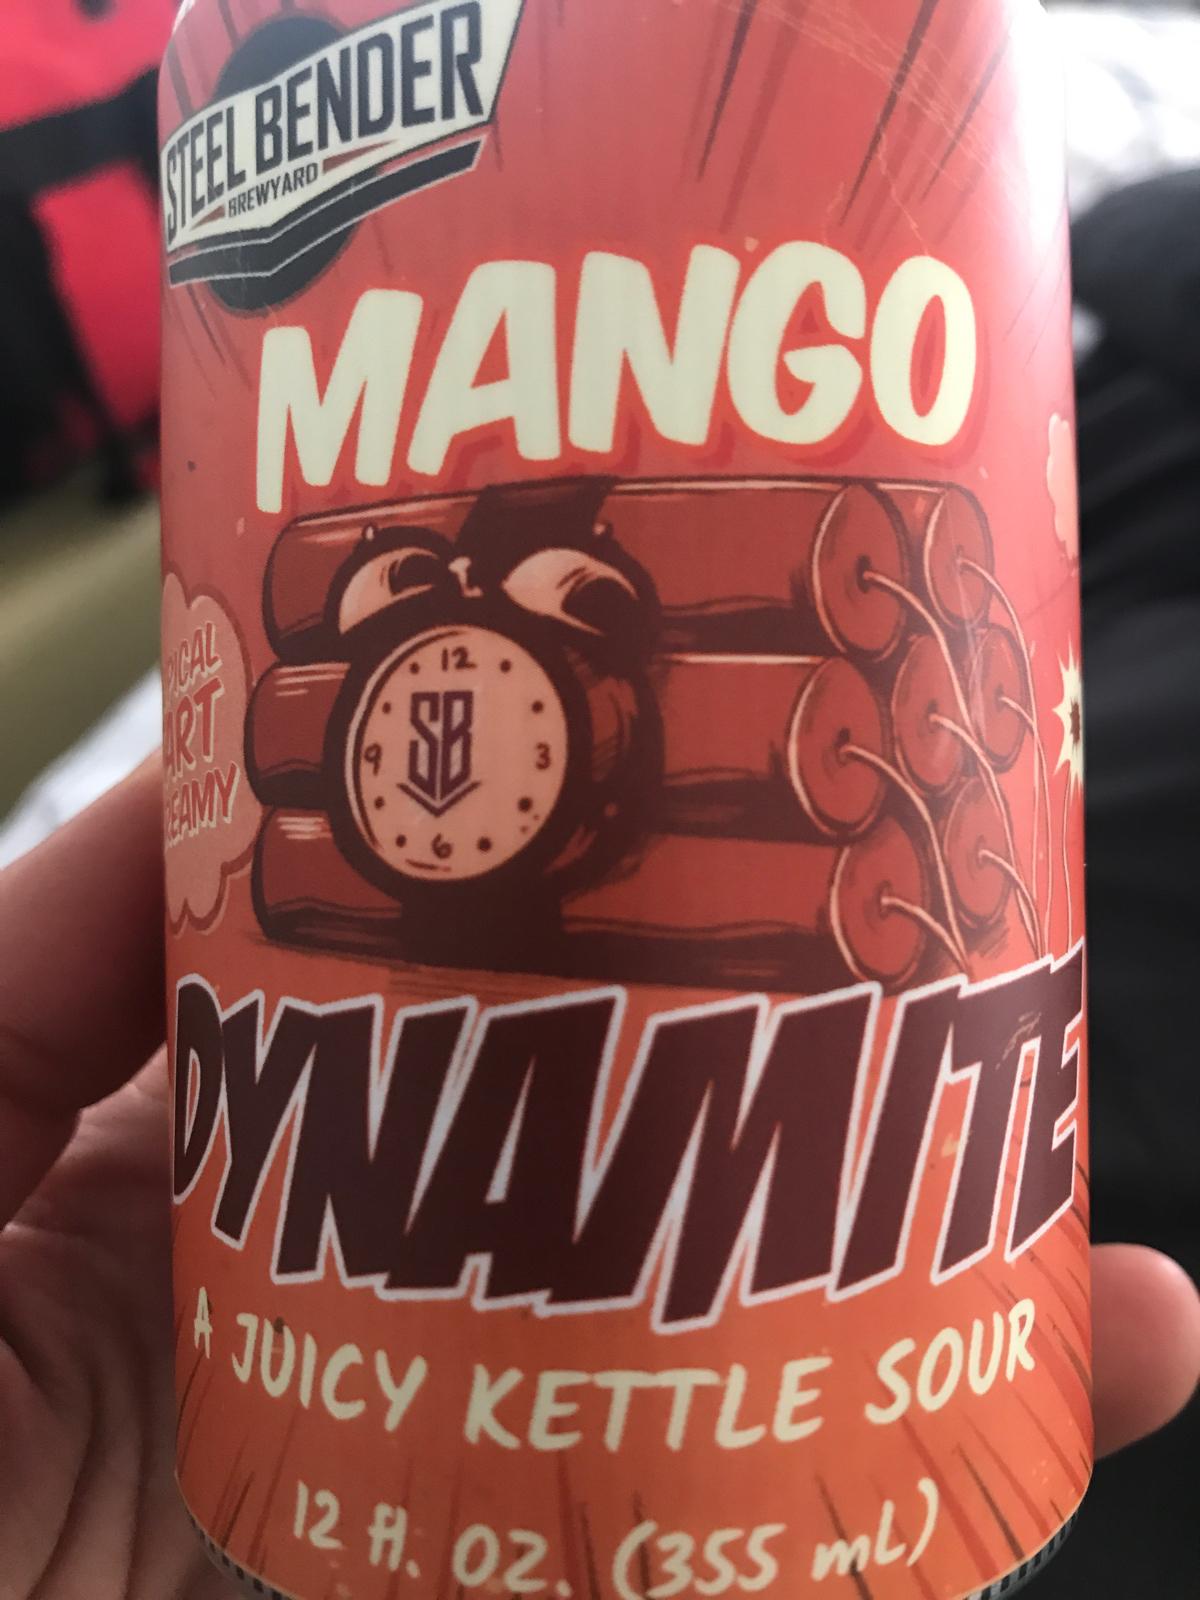 STEEL BENDER
BREWYARD
MANGO
12
SB
9 3
6
DYNAMITE
A JUICY KETTLE SOUR
12 fl. OZ. (355 mL)